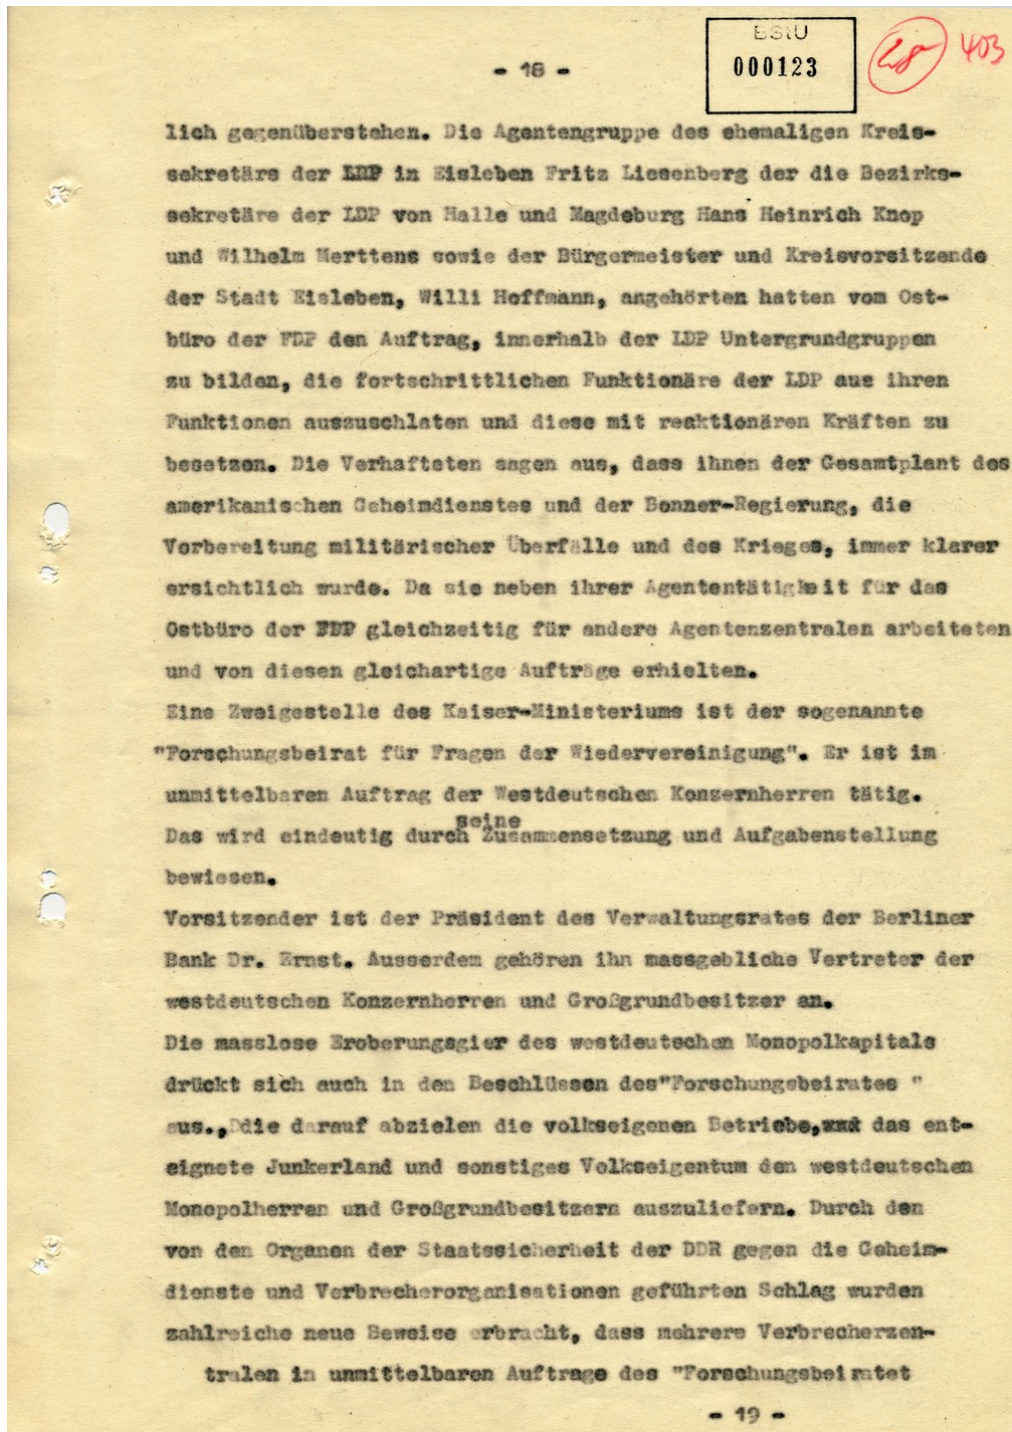 BStU
000123
28 403
- 18 -
lich gegenüberstehen. Die Agentengruppe des ehemaligen Kreis-
sekretärs der LDP in Eisleben Fritz Liesenberg der die Bezirks-
sekretäre der LDP von Halle und Magdeburg Hans Heinrich Knop
und Wilhelm Merttens sowie der Bürgermeister und Kreisvorsitzende
der Stadt Eisleben, Willi Hoffmann, angehörten hatten vom Ost-
büro der FDP den Auftrag, innerhalb der LDP Untergrundgruppen
zu bilden, die fortschrittlichen Funktionäre der LDP aus ihren
Funktionen auszuschlaten und diese mit reaktionären Kräften zu
besetzen. Die Verhafteten sagen aus, dass ihnen der Gesamtplant des
amerikanischen Geheimdienstes und der Bonner-Regierung, die
Vorbereitung militärischer Überfälle und des Krieges, immer klarer
ersichtlich wurde. Da sie neben ihrer Agententätigkeit für das
Ostbüro der FDP gleichzeitig für andere Agentenzentralen arbeiteten
und von diesen gleichartige Aufträge erhielten.
Eine Zweigestelle des Kaiser-Ministeriums ist der sogenannte
"Forschungsbeirat für Fragen der Wiedervereinigung". Er ist im
unmittelbaren Auftrag der Westdeutschen Konzernherren tätig.
seine
Das wird eindeutig durch Zusammensetzung und Aufgabenstellung
bewiesen.
Vorsitzender ist der Präsident des Verwaltungsrates der Berliner
Bank Dr. Ernst. Ausserdem gehören ihm massgebliche Vertreter der
westdeutschen Konzernherren und Großgrundbesitzer an.
Die masslose Eroberungsgier des westdeutschen Monopolkapitals
drückt sich auch in den Beschlüssen des"Forschungsbeirates "
aus., die darauf abzielen die volkseigenen Betriebe, das ent-
eignete Junkerland und sonstiges Volkseigentum den westdeutschen
Monopolherren und Großgrundbesitzern auszuliefern. Durch den
von den Organen der Staatssicherheit der DDR gegen die Geheim-
dienste und Verbrecherorganisationen geführten Schlag wurden
zahlreiche neue Beweise erbracht, dass mehrere Verbrecherzen-
tralen in unmittelbaren Auftrage des "Forschungsbeiratet
- 19 -